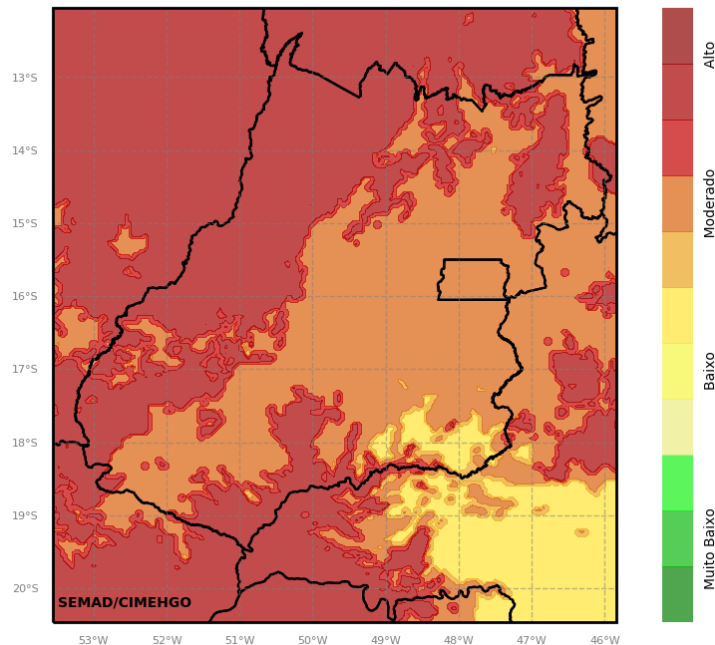 13°S
14°S
15°S
16°S
17°S
18°S
19°S
20°S
SEMAD/CIMEHGO
53°W
52°W
51°W
50°W
49°W
48°W
47°W
46°W
Alto
Moderado
Baixo
Muito Baixo